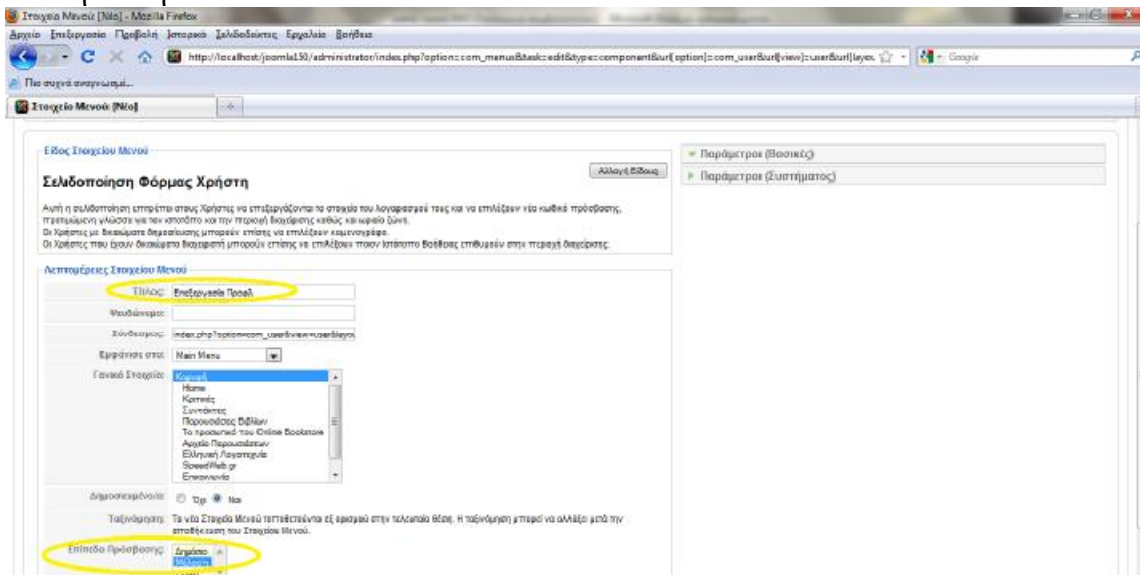 Στοιχείο Μενού [Νέο] - Mozilla Firefox
Αρχείο Επεξεργασία Προβολή Ιστορικό Σελιδοδείκτες Εργαλεία Βοήθεια
http://localhost/joomla150/administrator/index.php?option=com_menus&task=edit&type=component&url[option]=com_user&url[view]=user&url[layou
Google
Πιο συχνά αναγνωσμέ...
Στοιχείο Μενού [Νέο]
Είδος Στοιχείου Μενού
Αλλαγή Είδους
Σελιδοποίηση Φόρμας Χρήστη
Αυτή η σελιδοποίηση επιτρέπει στους Χρήστες να επεξεργάζονται τα στοιχεία του λογαριασμού τους και να επιλέξουν νέο κωδικό πρόσβασης,
προτιμώμενη γλώσσα για τον ιστοτόπο και την περιοχή διαχείρισης καθώς και ωριαία ζώνη.
Οι Χρήστες με δικαιώματα δημοσίευσης μπορούν επίσης να επιλέξουν κειμενογράφο.
Οι Χρήστες που έχουν δικαιώματα διαχειριστή μπορούν επίσης να επιλέξουν ποιον Ιστότοπο Βοήθειας επιθυμούν στην περιοχή διαχείρισης.
Παράμετροι (Βασικές)
Παράμετροι (Συστήματος)
Λεπτομέρειες Στοιχείου Μενού
Τίτλος: Επεξεργασία Προφίλ
Ψευδώνυμο:
Σύνδεσμος: index.php?option=com_user&view=user&layou
Εμφάνιση στο: Main Menu
Γονικό Στοιχείο: Κορυφή
Home
Κριτικές
Συντάκτες
Παρουσιάσεις Βιβλίων
Το προσωπικό του Online Bookstore
Αρχείο Παρουσιάσεων
Ελληνική Λογοτεχνία
SpeedWeb.gr
Επικοινωνία
Δημοσιευμένο/α: Όχι Ναι
Ταξινόμηση: Τα νέα Στοιχεία Μενού τοποθετούνται εξ ορισμού στην τελευταία θέση. Η ταξινόμηση μπορεί να αλλάξει μετά την
αποθήκευση του Στοιχείου Μενού.
Επίπεδο Πρόσβασης: Δημόσιο
Μέλος/η